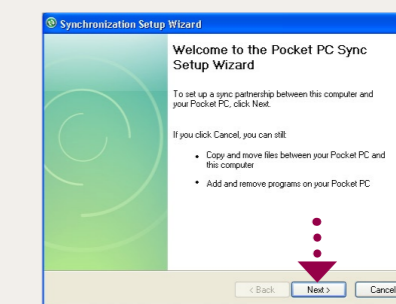 Synchronization Setup Wizard
Welcome to the Pocket PC Sync
Setup Wizard
To set up a sync partnership between this computer and
your Pocket PC, click Next.
If you click Cancel, you can still:
• Copy and move files between your Pocket PC and
this computer
• Add and remove programs on your Pocket PC
< Back Next > Cancel